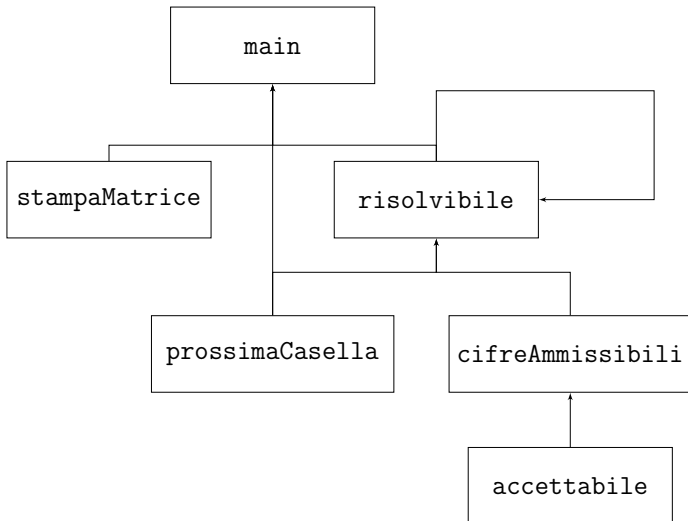 main
stampaMatrice
risolvibile
prossimaCasella
cifreAmmissibili
accettabile